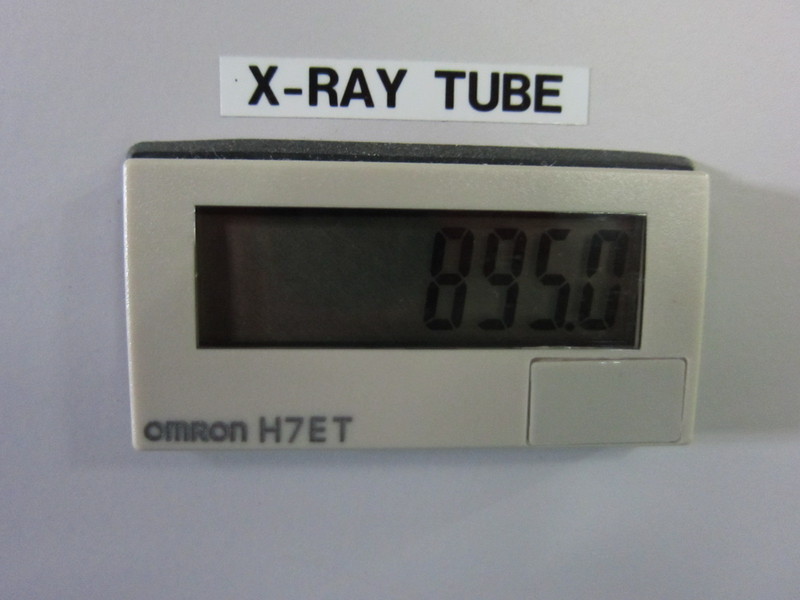 X-RAY TUBE
895.0
omron H7ET